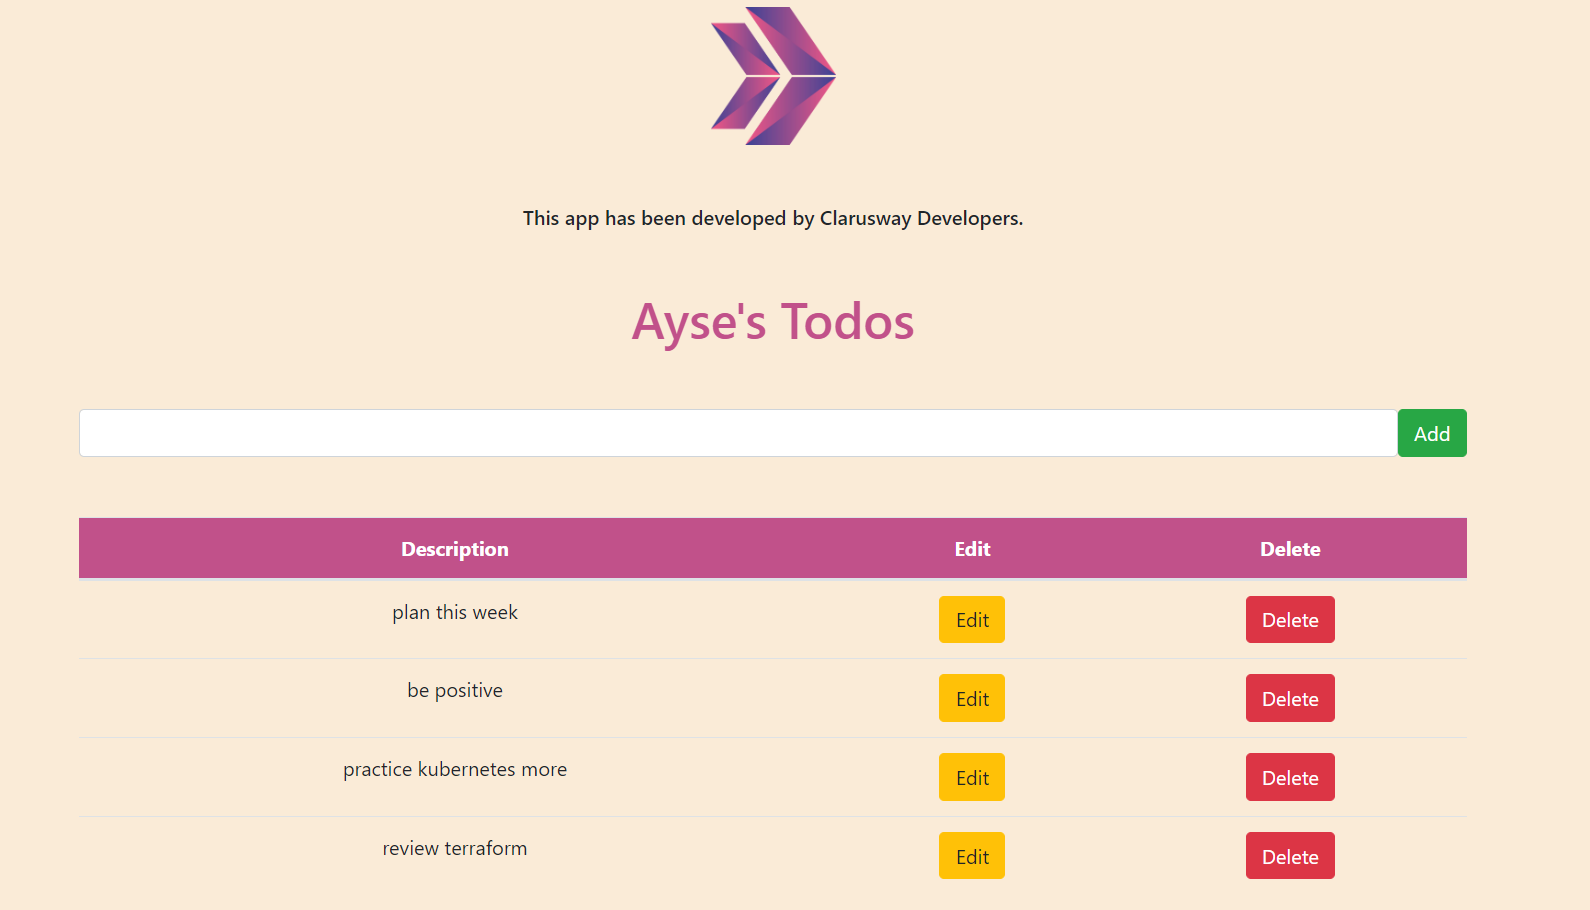 This app has been developed by Clarusway Developers.
Ayse's Todos
Add
Description Edit Delete
plan this week Edit Delete
be positive Edit Delete
practice kubernetes more Edit Delete
review terraform Edit Delete